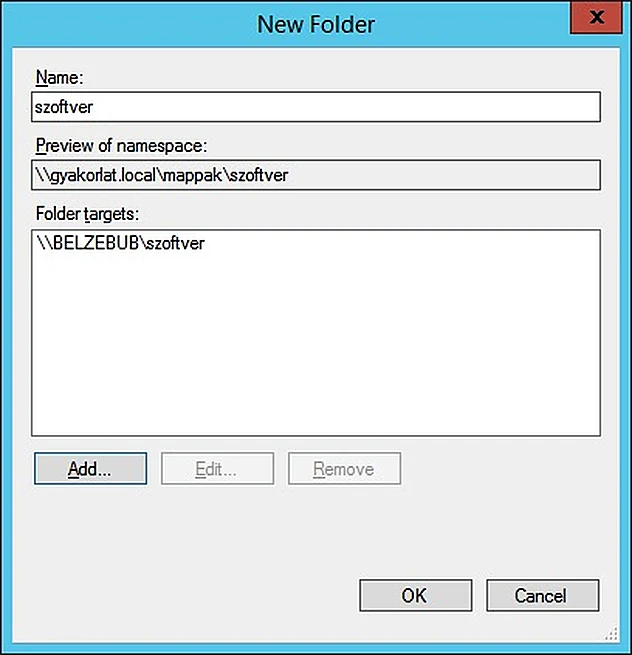 New Folder
x
Name:
szoftver
Preview of namespace:
\\gyakorlat.local\mappak\szoftver
Folder targets:
\\BELZEBUB\szoftver
Add... Edit... Remove
OK Cancel